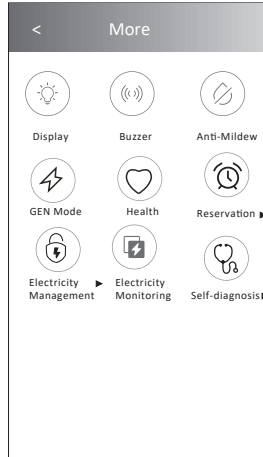 < More
Display Buzzer Anti-Mildew
GEN Mode Health Reservation ▶
Electricity ▶ Electricity
Management Monitoring Self-diagnosis ▶